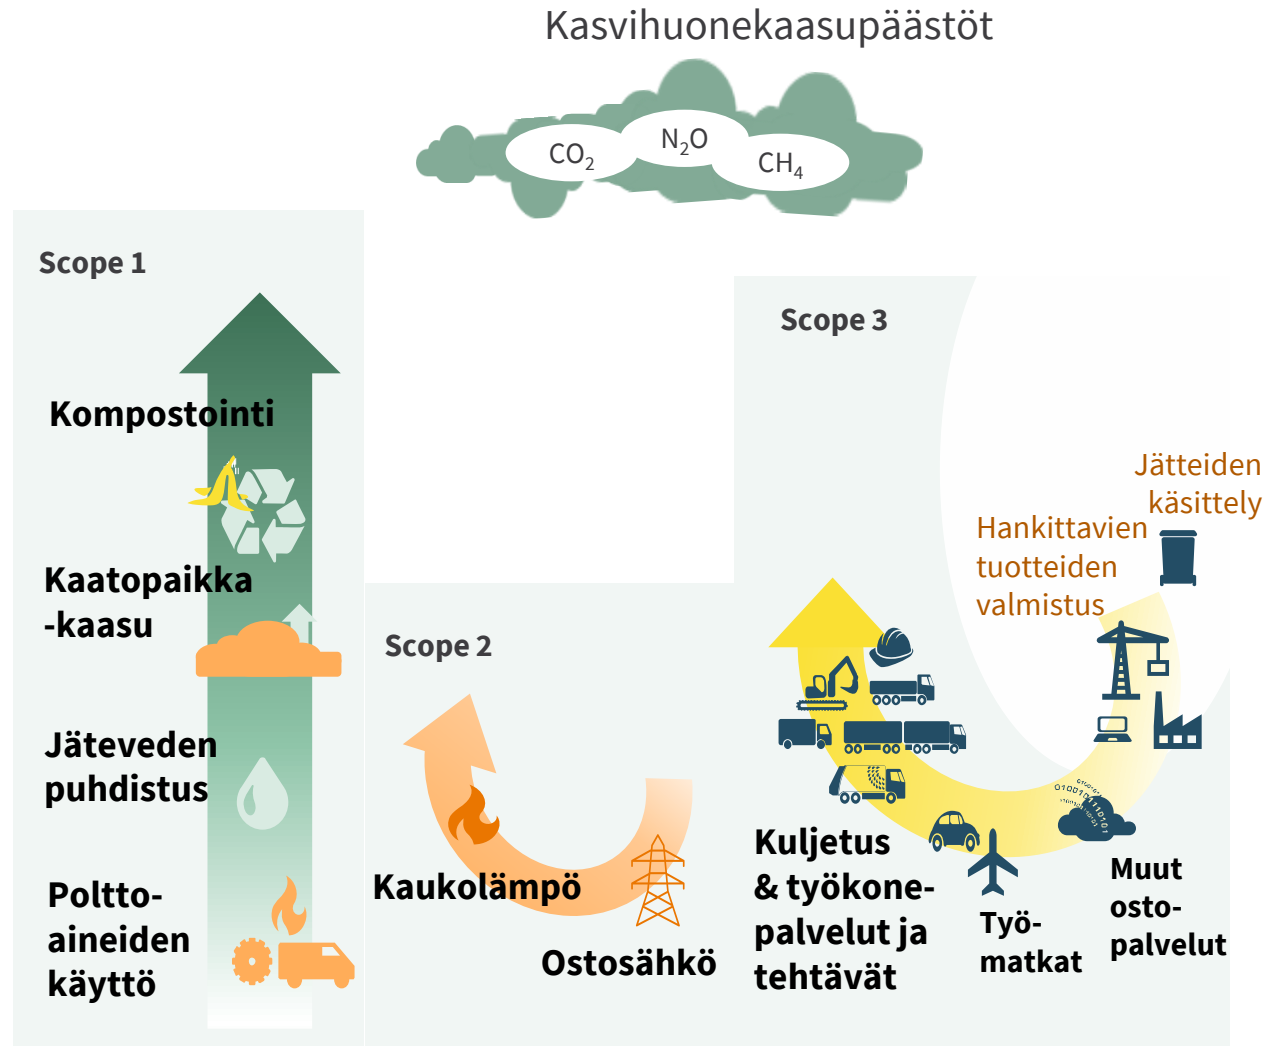 Kasvihuonekaasupäästöt
CO₂
N₂O
CH₄
Scope 1
Kompostointi
Kaatopaikka
-kaasu
Jäteveden
puhdistus
Poltto-
aineiden
käyttö
Scope 2
Kaukolämpö
Ostosähkö
Scope 3
Jätteiden
käsittely
Hankittavien
tuotteiden
valmistus
Kuljetus
& työkone-
palvelut ja
tehtävät
Työ-
matkat
Muut
osto-
palvelut